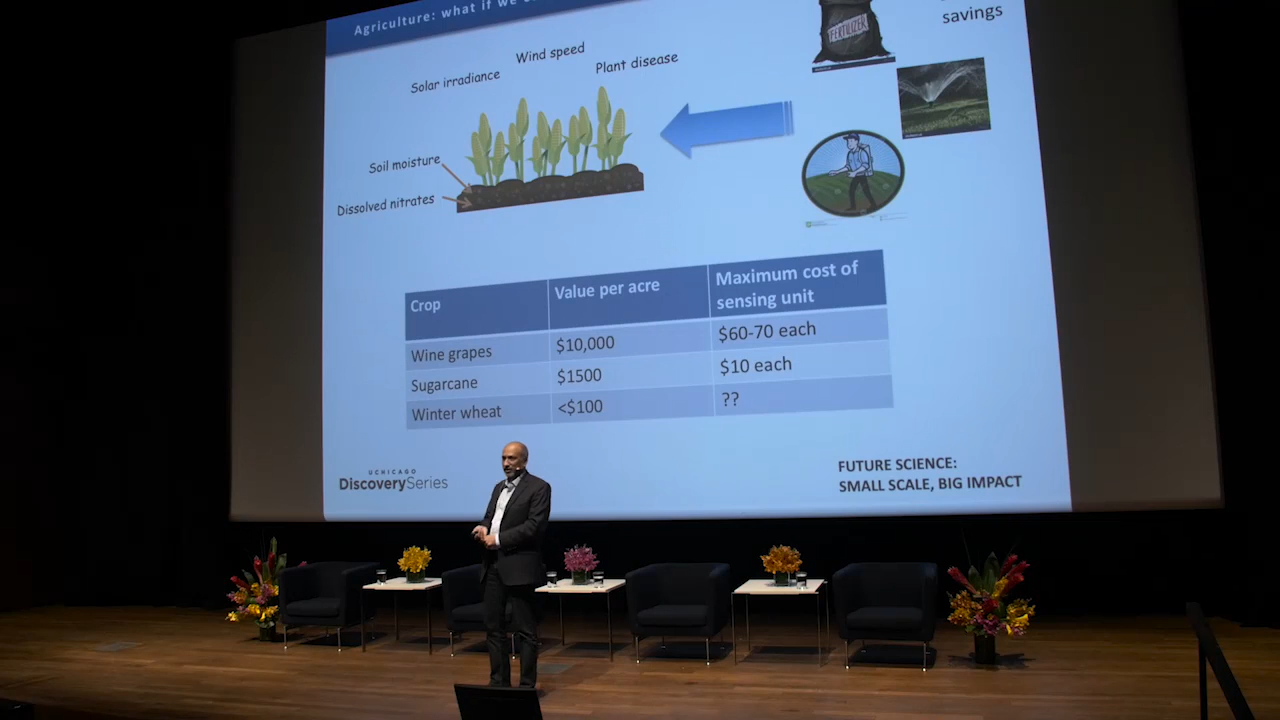 Agriculture: what if we
savings
FERTILIZER
Wind speed
Solar irradiance
Plant disease
Soil moisture
Dissolved nitrates
Crop Value per acre Maximum cost of
sensing unit
Wine grapes $10,000 $60-70 each
Sugarcane $1500 $10 each
Winter wheat <$100 ??
UCHICAGO
DiscoverySeries
FUTURE SCIENCE:
SMALL SCALE, BIG IMPACT